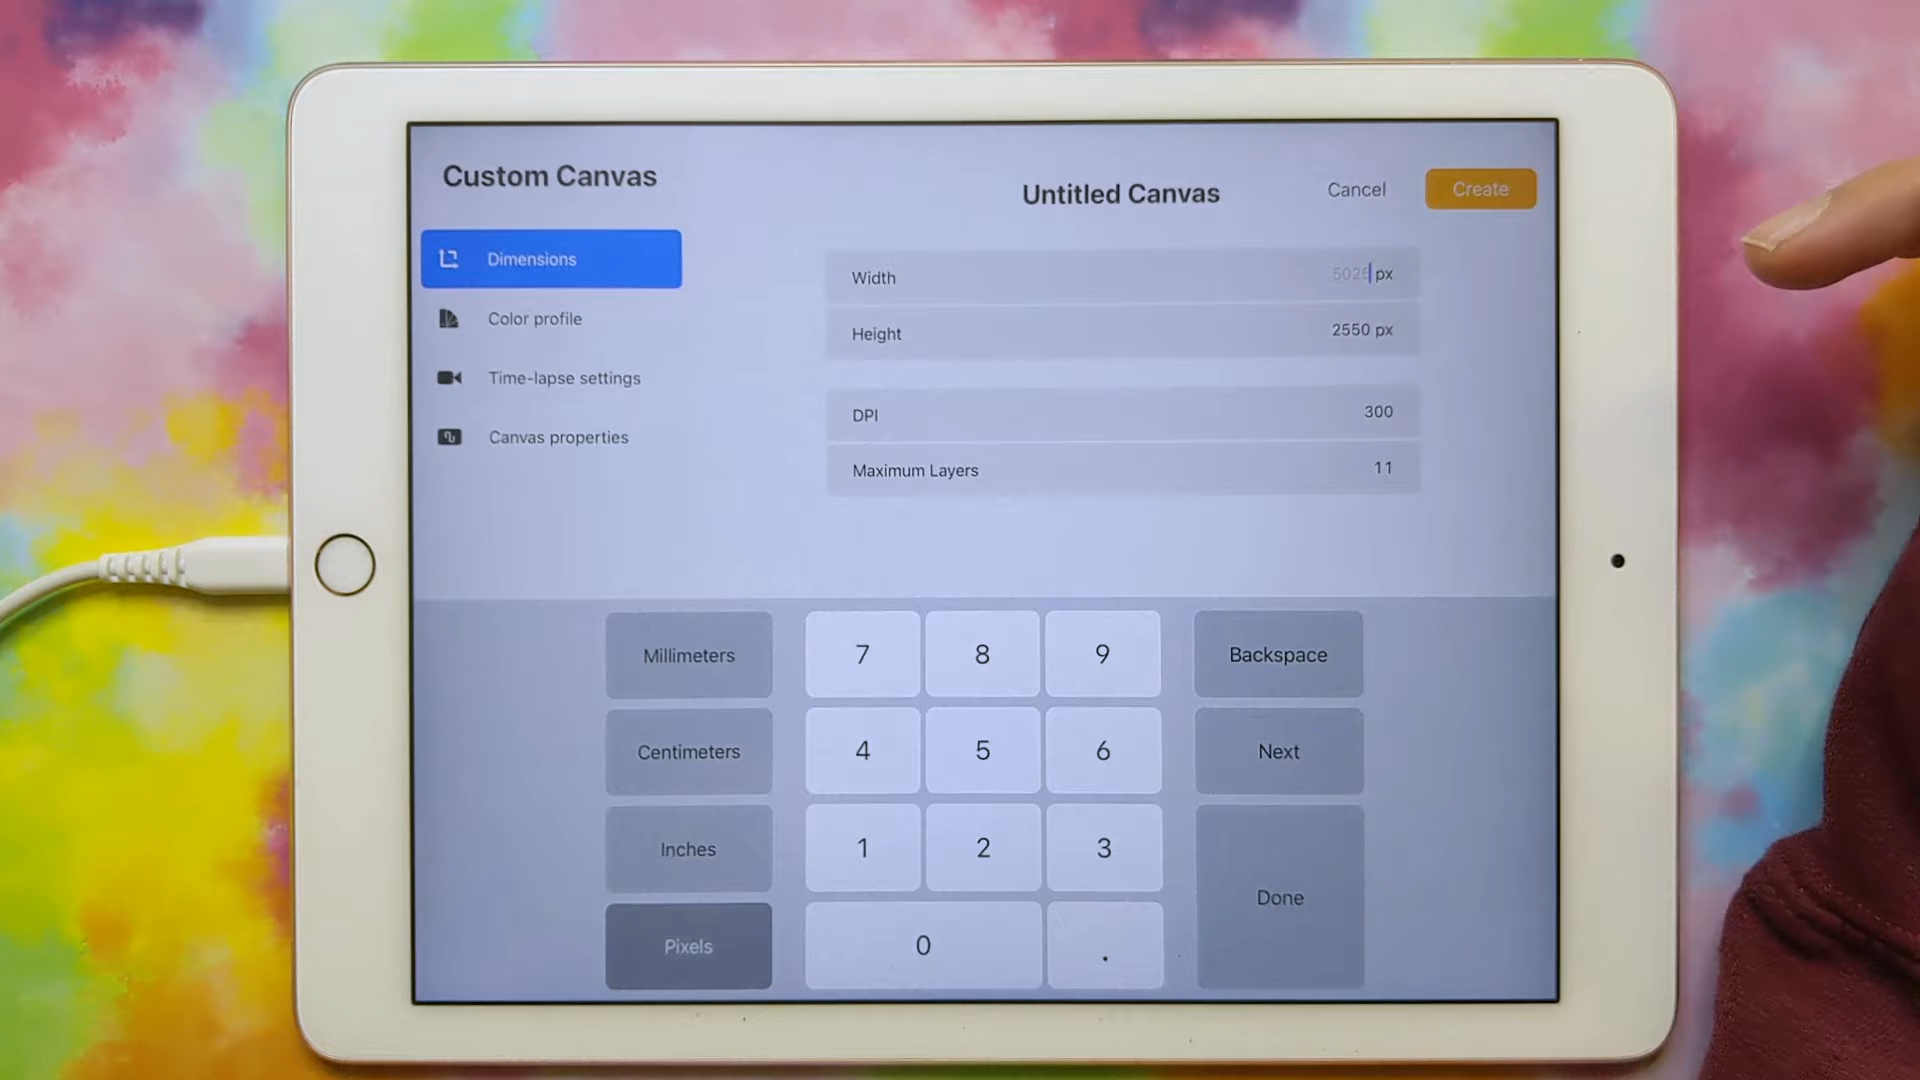 Custom Canvas
Untitled Canvas
Cancel
Create
Dimensions
Color profile
Time-lapse settings
Canvas properties
Width 5025 px
Height 2550 px
DPI 300
Maximum Layers 11
Millimeters 7 8 9 Backspace
Centimeters 4 5 6 Next
Inches 1 2 3
Done
Pixels 0 .